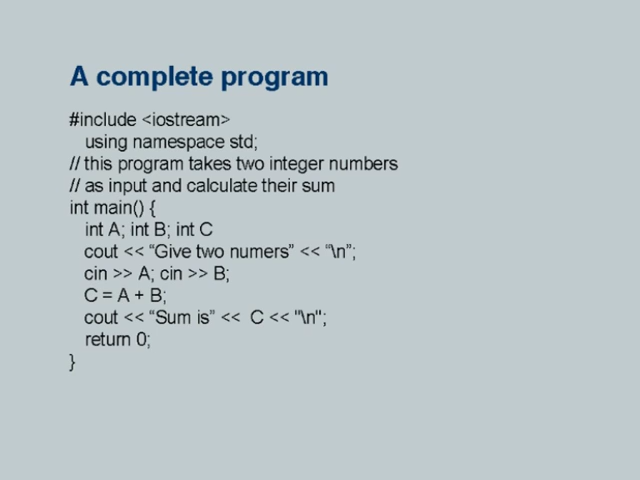 A complete program
#include <iostream>
using namespace std;
// this program takes two integer numbers
// as input and calculate their sum
int main() {
int A; int B; int C
cout << “Give two numers” << “\n”;
cin >> A; cin >> B;
C = A + B;
cout << “Sum is” << C << "\n";
return 0;
}